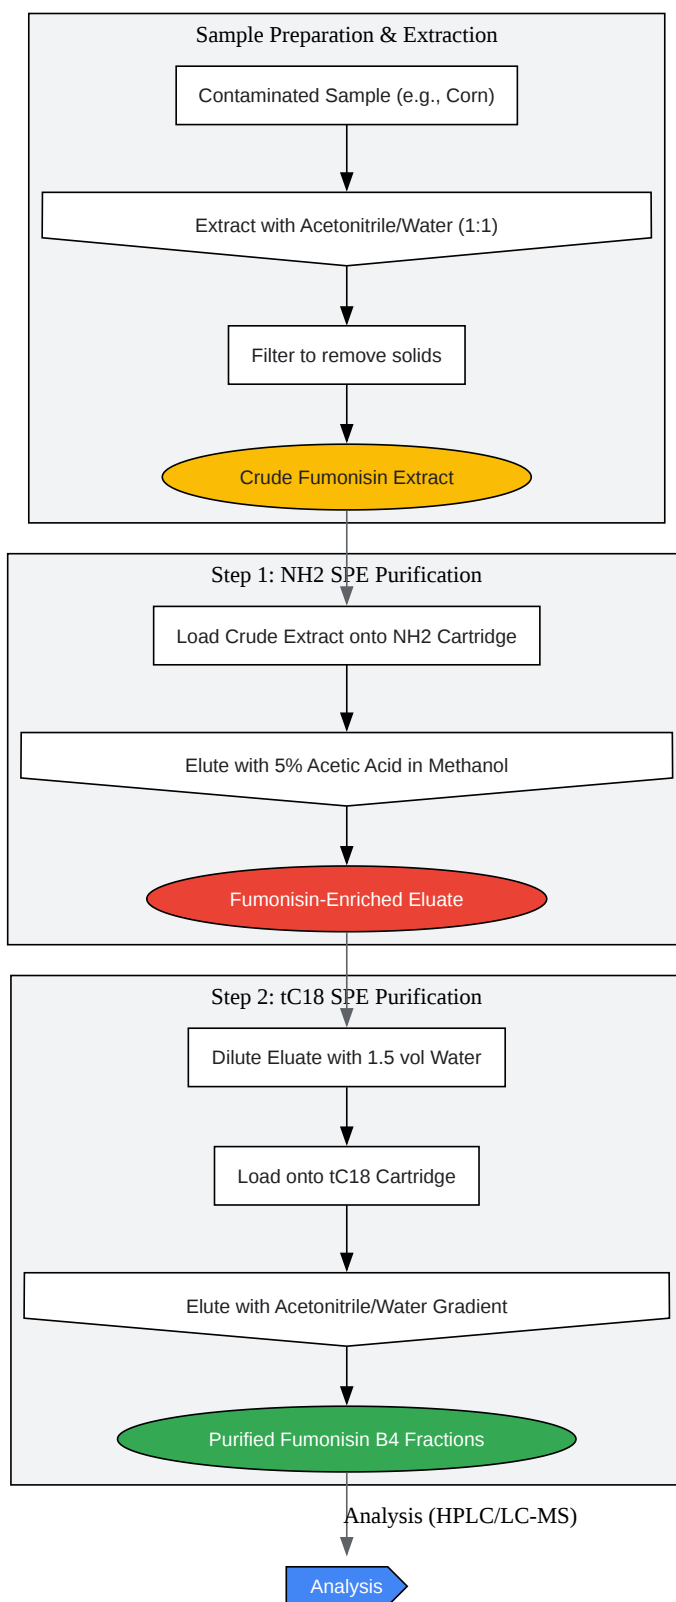 Sample Preparation & Extraction
Contaminated Sample (e.g., Corn)
Extract with Acetonitrile/Water (1:1)
Filter to remove solids
Crude Fumonisin Extract
Step 1: NH2 SPE Purification
Load Crude Extract onto NH2 Cartridge
Elute with 5% Acetic Acid in Methanol
Fumonisin-Enriched Eluate
Step 2: tC18 SPE Purification
Dilute Eluate with 1.5 vol Water
Load onto tC18 Cartridge
Elute with Acetonitrile/Water Gradient
Purified Fumonisin B4 Fractions
Analysis (HPLC/LC-MS)
Analysis